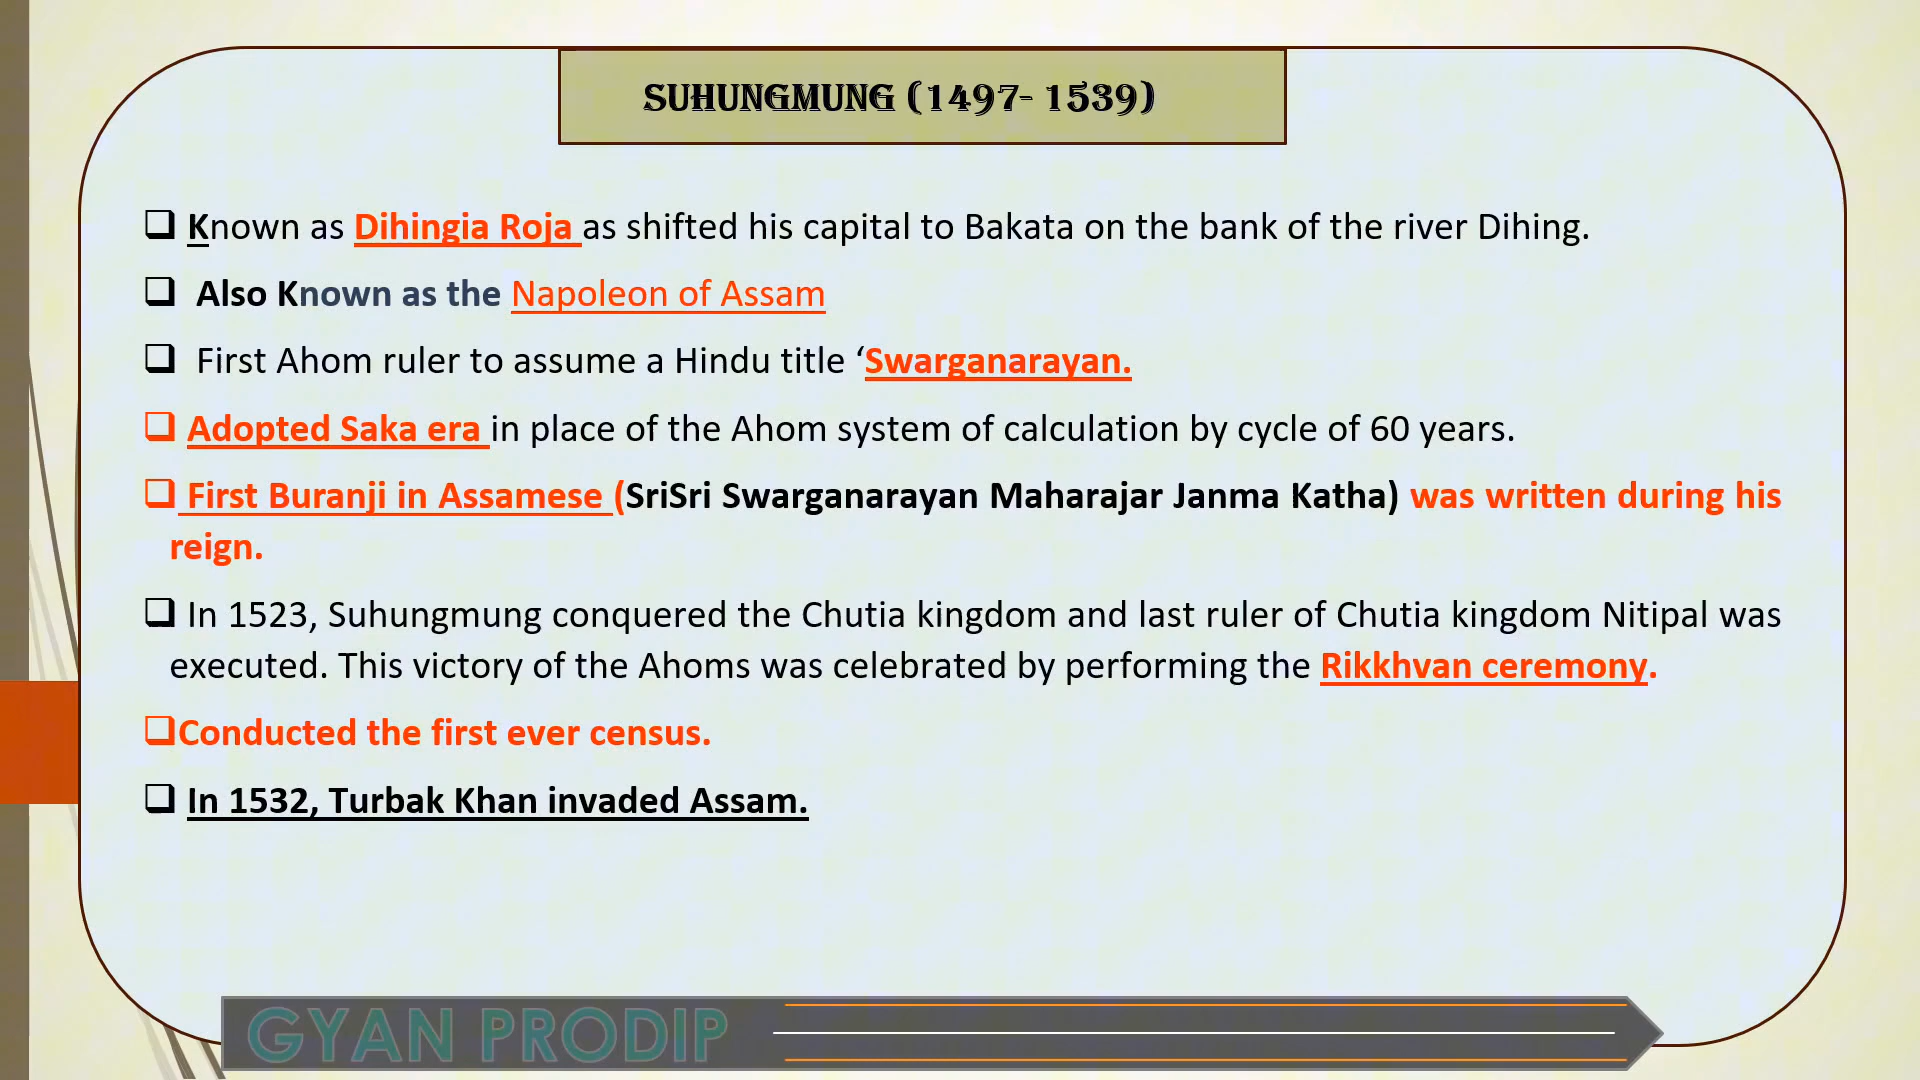 SUHUNGMUNG (1497- 1539)
❑ Known as Dihingia Roja as shifted his capital to Bakata on the bank of the river Dihing.
❑ Also Known as the Napoleon of Assam
❑ First Ahom ruler to assume a Hindu title ‘Swarganarayan.
❑ Adopted Saka era in place of the Ahom system of calculation by cycle of 60 years.
❑ First Buranji in Assamese (SriSri Swarganarayan Maharajar Janma Katha) was written during his
reign.
❑ In 1523, Suhungmung conquered the Chutia kingdom and last ruler of Chutia kingdom Nitipal was
executed. This victory of the Ahoms was celebrated by performing the Rikkhvan ceremony.
❑Conducted the first ever census.
❑ In 1532, Turbak Khan invaded Assam.
GYAN PRODIP